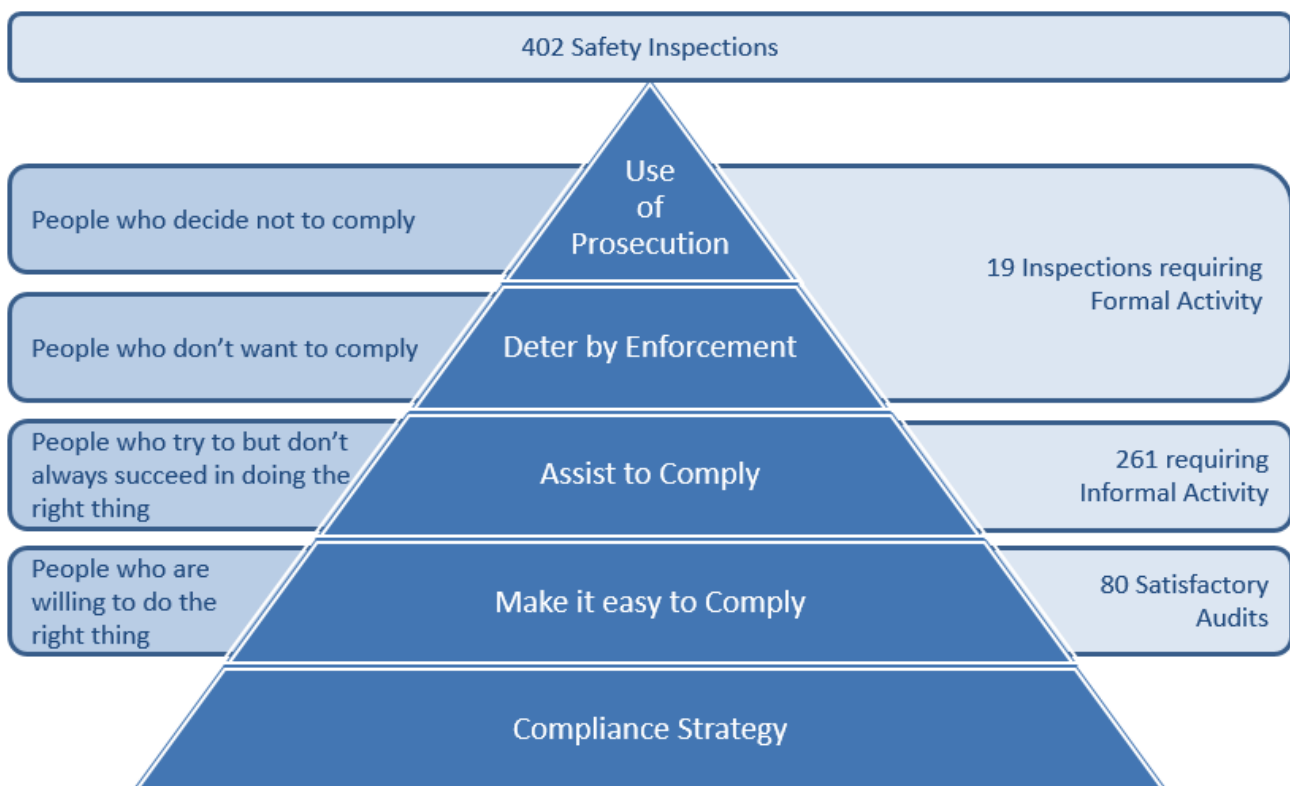 402 Safety Inspections
Use
of
Prosecution
People who decide not to comply
19 Inspections requiring
Formal Activity
People who don’t want to comply
Deter by Enforcement
People who try to but don’t
always succeed in doing the
right thing
Assist to Comply
261 requiring
Informal Activity
People who are
willing to do the
right thing
Make it easy to Comply
80 Satisfactory
Audits
Compliance Strategy